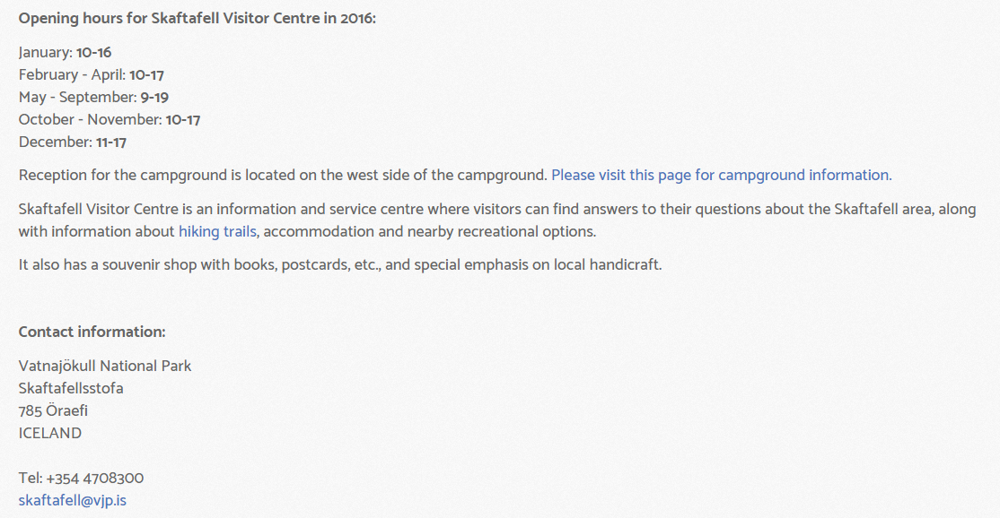 Opening hours for Skaftafell Visitor Centre in 2016:
January: 10-16
February - April: 10-17
May - September: 9-19
October - November: 10-17
December: 11-17
Reception for the campground is located on the west side of the campground. Please visit this page for campground information.
Skaftafell Visitor Centre is an information and service centre where visitors can find answers to their questions about the Skaftafell area, along
with information about hiking trails, accommodation and nearby recreational options.
It also has a souvenir shop with books, postcards, etc., and special emphasis on local handicraft.
Contact information:
Vatnajökull National Park
Skaftafellsstofa
785 Öraefi
ICELAND
Tel: +354 4708300
skaftafell@vjp.is